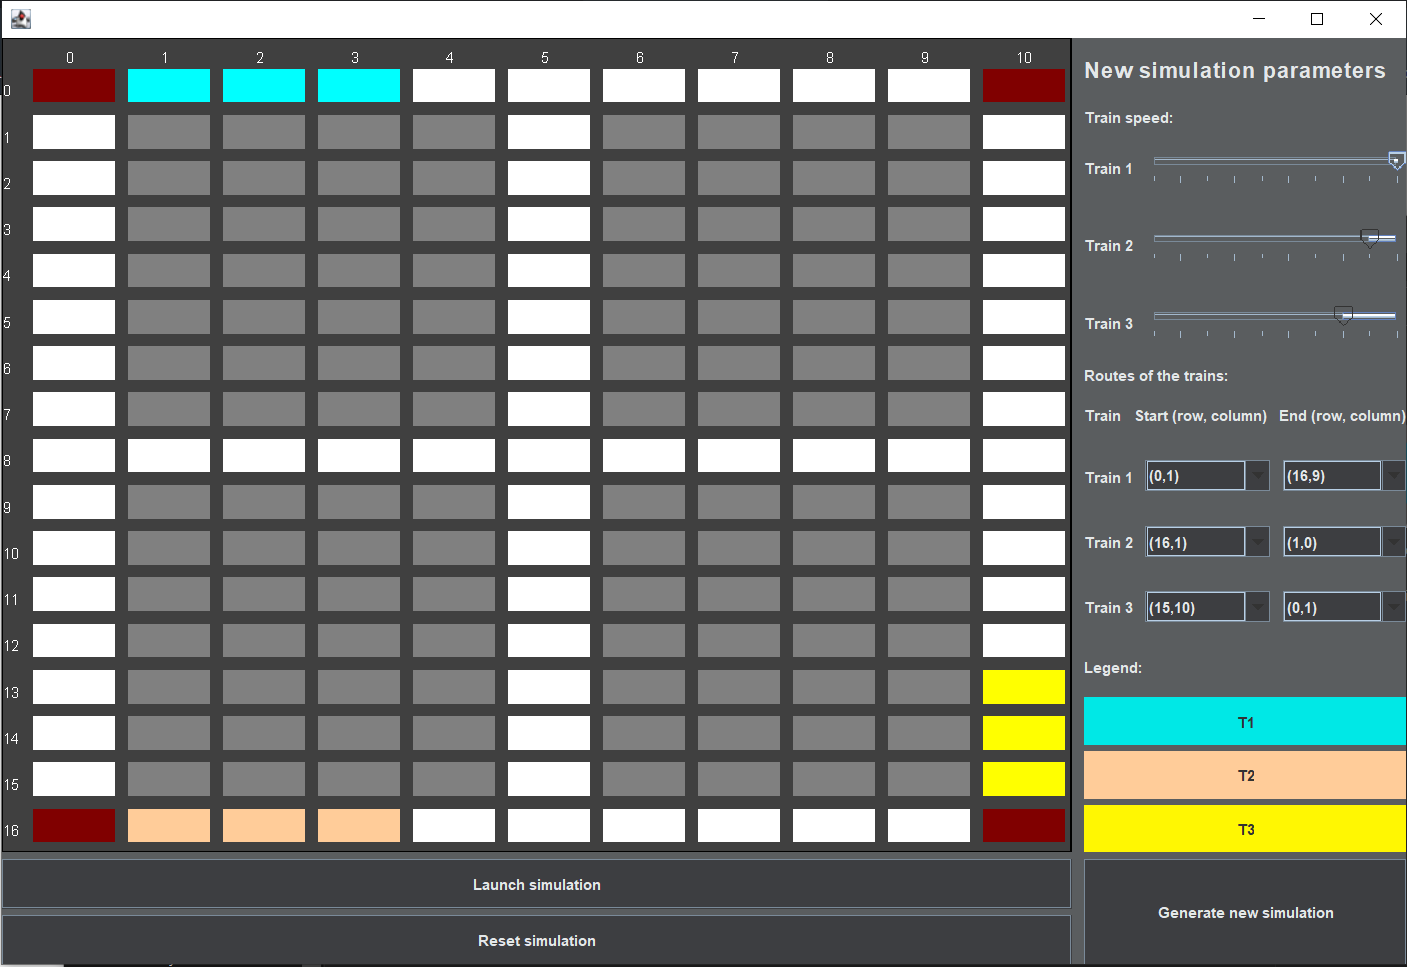 0 1 2 3 4 5 6 7 8 9 10
0
1
2
3
4
5
6
7
8
9
10
11
12
13
14
15
16
Launch simulation
Reset simulation
New simulation parameters
Train speed:
Train 1
Train 2
Train 3
Routes of the trains:
Train Start (row, column) End (row, column)
Train 1 (0,1) (16,9)
Train 2 (16,1) (1,0)
Train 3 (15,10) (0,1)
Legend:
T1
T2
T3
Generate new simulation